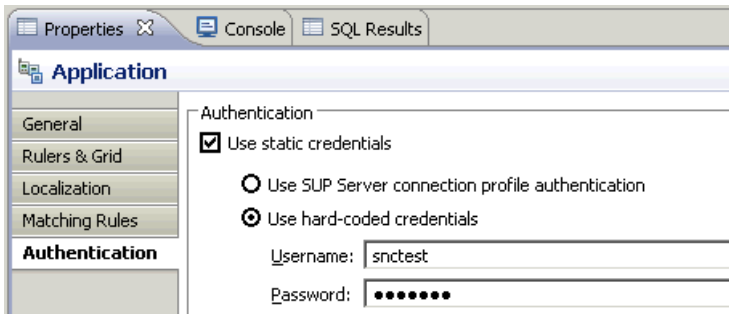 Properties Console SQL Results
Application
General
Rulers & Grid
Localization
Matching Rules
Authentication
Authentication
Use static credentials
Use SUP Server connection profile authentication
Use hard-coded credentials
Username: snctest
Password: •••••••